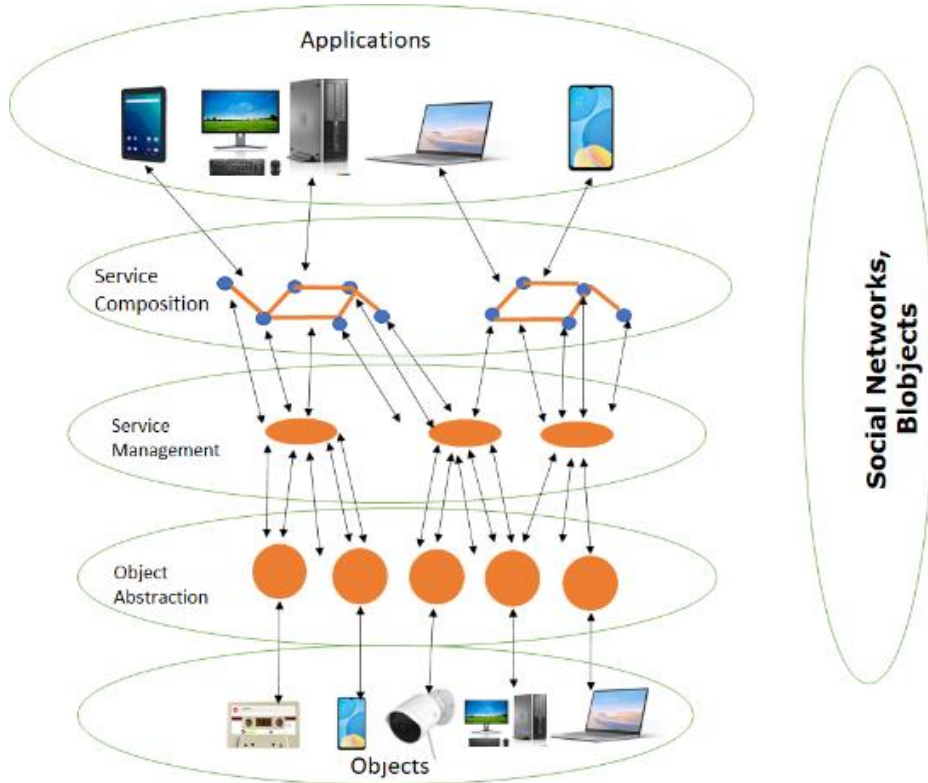 Applications
Service
Composition
Service
Management
Object
Abstraction
Objects
Social Networks,
Blobjects